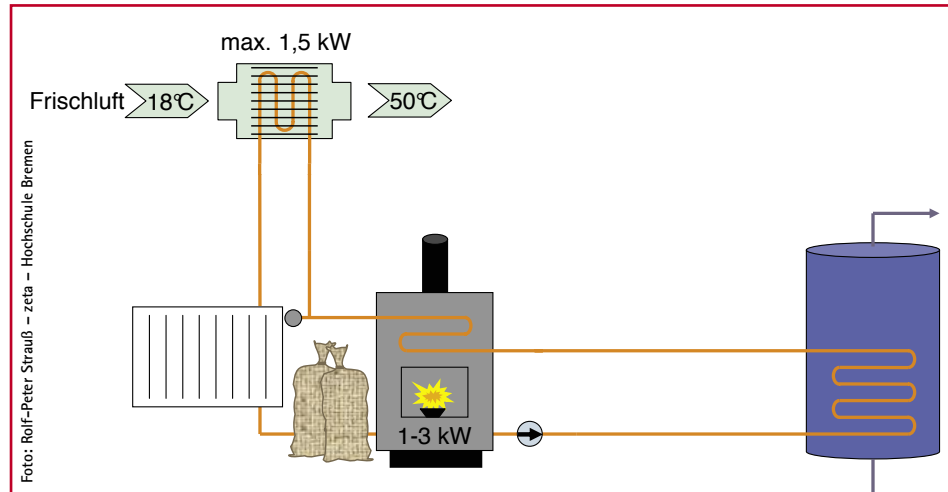 max. 1,5 kW
Frischluft 18°C 50°C
1-3 kW
Foto: Rolf-Peter Strauß – zeta – Hochschule Bremen